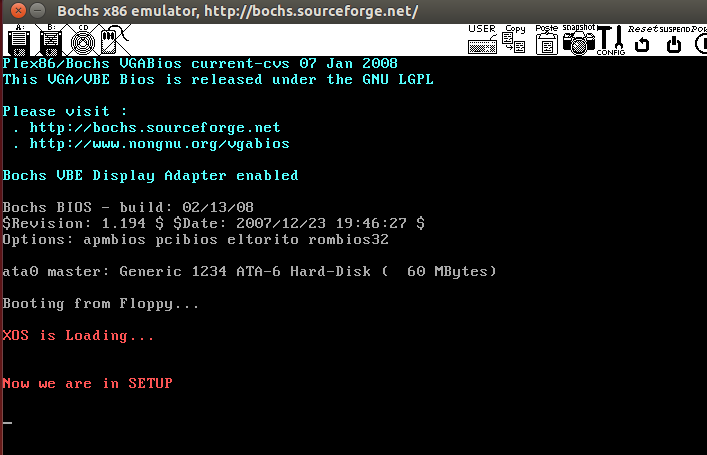 Bochs x86 emulator, http://bochs.sourceforge.net/
A: B: CD USER Copy Paste snapshot CONFIG Reset SUSPEND
Plex86/Bochs VGABios current-cvs 07 Jan 2008
This VGA/VBE Bios is released under the GNU LGPL
Please visit :
. http://bochs.sourceforge.net
. http://www.nongnu.org/vgabios
Bochs VBE Display Adapter enabled
Bochs BIOS - build: 02/13/08
$Revision: 1.194 $ $Date: 2007/12/23 19:46:27 $
Options: apmbios pcibios eltorito rombios32
ata0 master: Generic 1234 ATA-6 Hard-Disk ( 60 MBytes)
Booting from Floppy...
XOS is Loading...
Now we are in SETUP
_